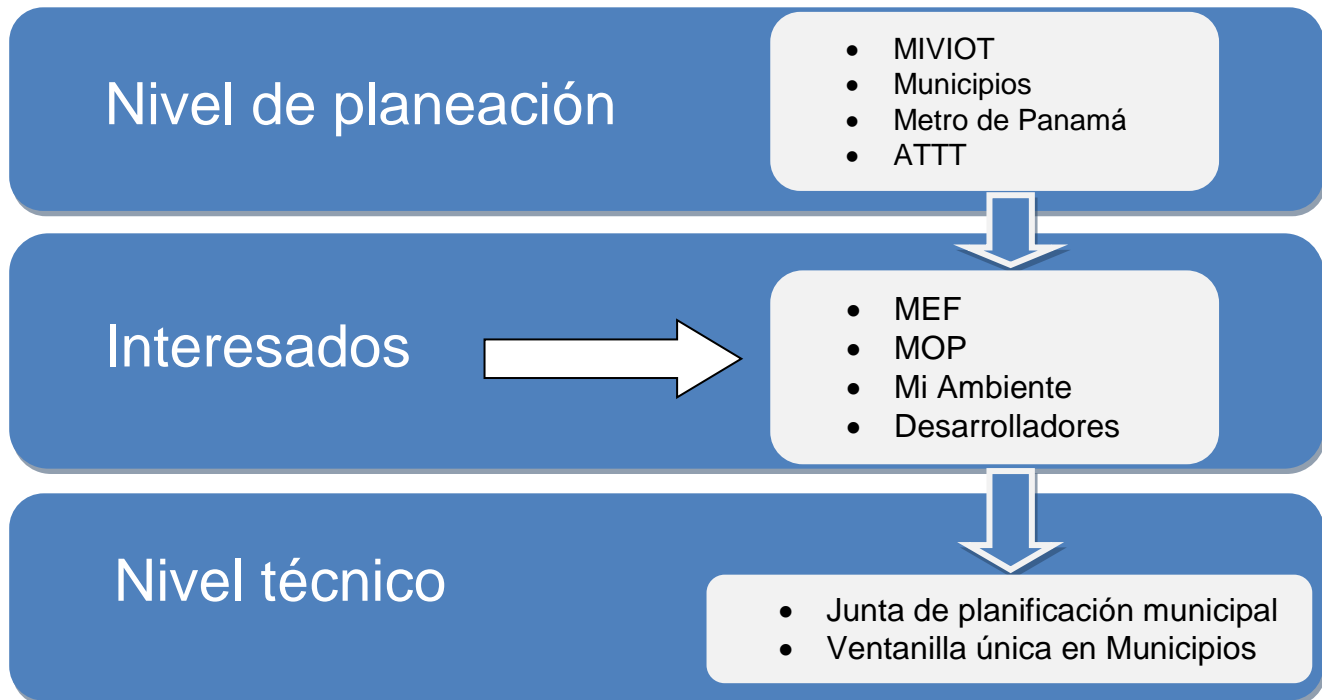 Nivel de planeación
• MIVIOT
• Municipios
• Metro de Panamá
• ATTT
Interesados
• MEF
• MOP
• Mi Ambiente
• Desarrolladores
Nivel técnico
• Junta de planificación municipal
• Ventanilla única en Municipios